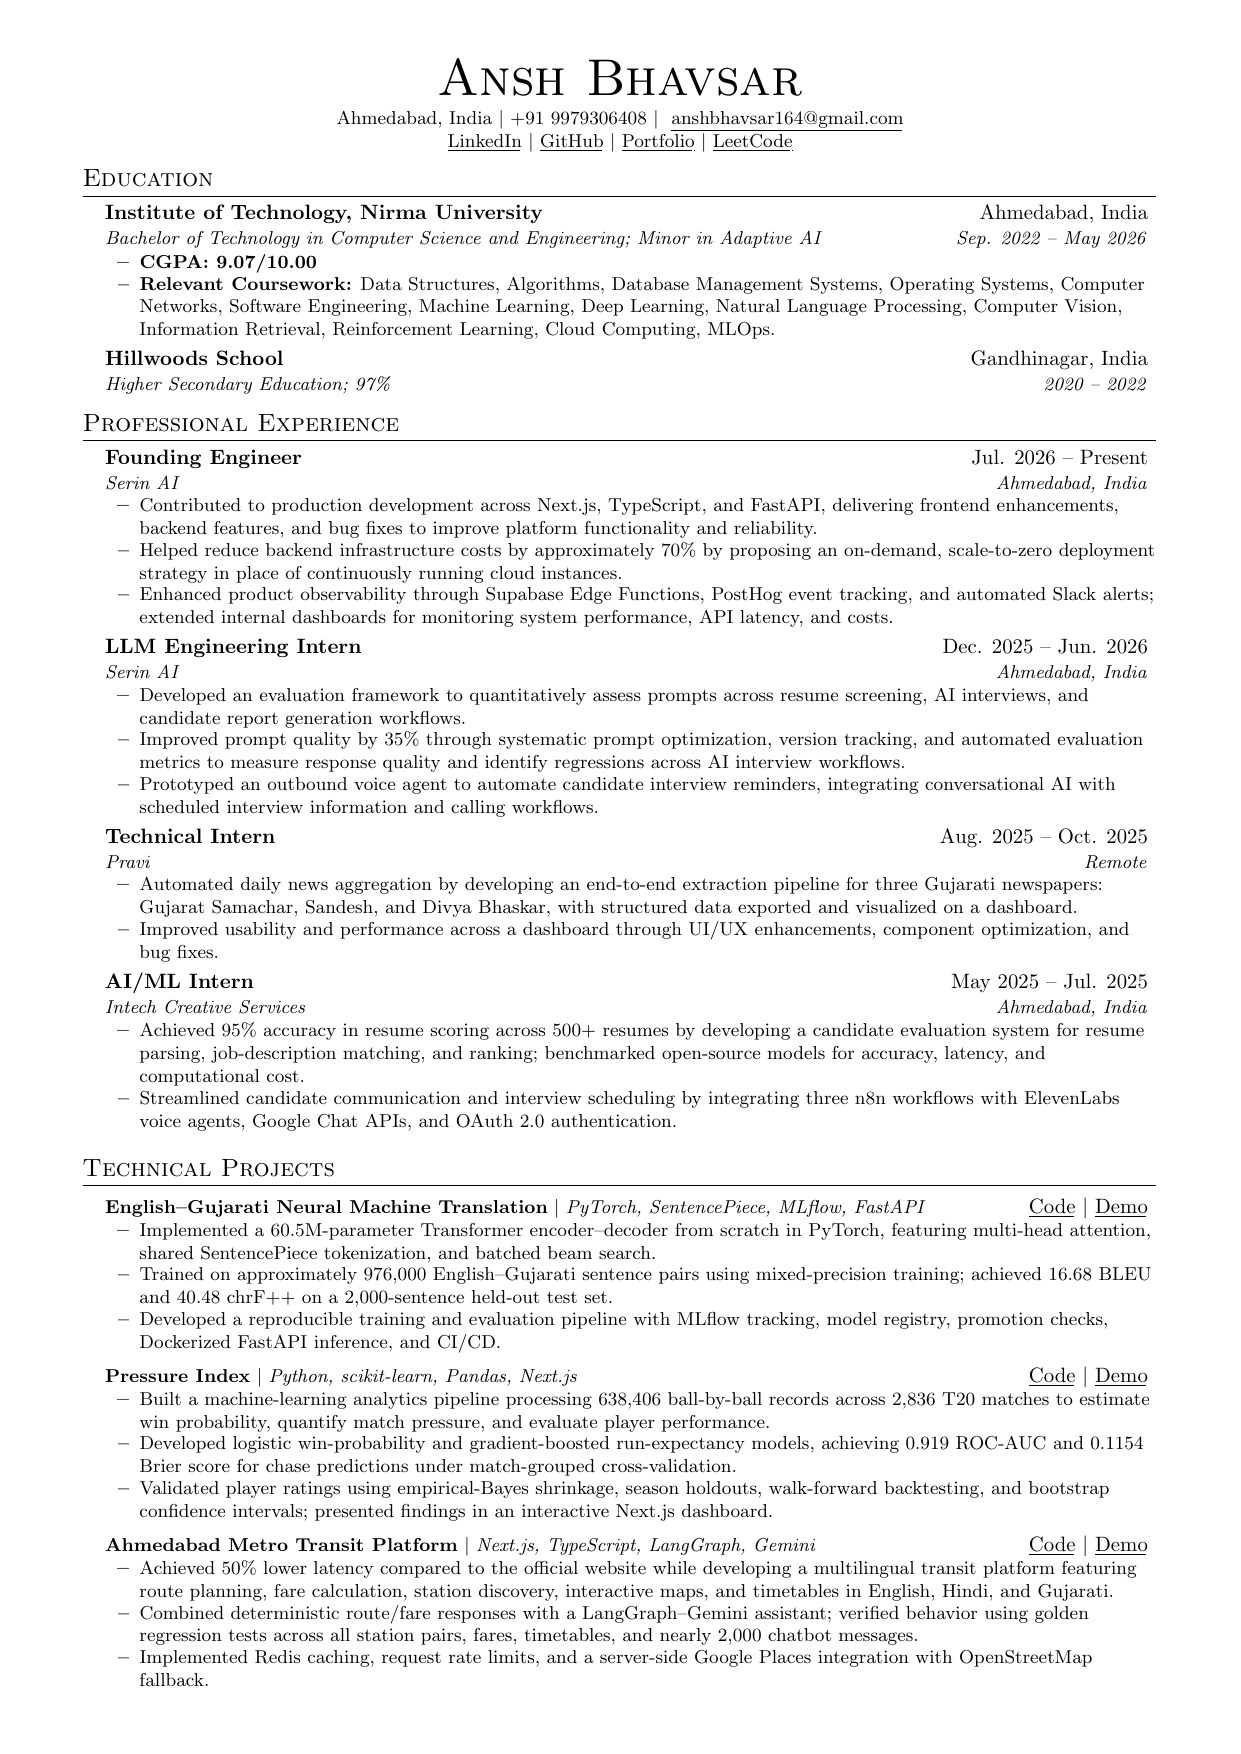 Ansh Bhavsar
Ahmedabad, India | +91 9979306408 | anshbhavsar164@gmail.com
LinkedIn | GitHub | Portfolio | LeetCode
Education
Institute of Technology, Nirma University Ahmedabad, India
Bachelor of Technology in Computer Science and Engineering; Minor in Adaptive AI Sep. 2022 – May 2026
– CGPA: 9.07/10.00
– Relevant Coursework: Data Structures, Algorithms, Database Management Systems, Operating Systems, Computer
Networks, Software Engineering, Machine Learning, Deep Learning, Natural Language Processing, Computer Vision,
Information Retrieval, Reinforcement Learning, Cloud Computing, MLOps.
Hillwoods School Gandhinagar, India
Higher Secondary Education; 97% 2020 – 2022
Professional Experience
Founding Engineer Jul. 2026 – Present
Serin AI Ahmedabad, India
– Contributed to production development across Next.js, TypeScript, and FastAPI, delivering frontend enhancements,
backend features, and bug fixes to improve platform functionality and reliability.
– Helped reduce backend infrastructure costs by approximately 70% by proposing an on-demand, scale-to-zero deployment
strategy in place of continuously running cloud instances.
– Enhanced product observability through Supabase Edge Functions, PostHog event tracking, and automated Slack alerts;
extended internal dashboards for monitoring system performance, API latency, and costs.
LLM Engineering Intern Dec. 2025 – Jun. 2026
Serin AI Ahmedabad, India
– Developed an evaluation framework to quantitatively assess prompts across resume screening, AI interviews, and
candidate report generation workflows.
– Improved prompt quality by 35% through systematic prompt optimization, version tracking, and automated evaluation
metrics to measure response quality and identify regressions across AI interview workflows.
– Prototyped an outbound voice agent to automate candidate interview reminders, integrating conversational AI with
scheduled interview information and calling workflows.
Technical Intern Aug. 2025 – Oct. 2025
Pravi Remote
– Automated daily news aggregation by developing an end-to-end extraction pipeline for three Gujarati newspapers:
Gujarat Samachar, Sandesh, and Divya Bhaskar, with structured data exported and visualized on a dashboard.
– Improved usability and performance across a dashboard through UI/UX enhancements, component optimization, and
bug fixes.
AI/ML Intern May 2025 – Jul. 2025
Intech Creative Services Ahmedabad, India
– Achieved 95% accuracy in resume scoring across 500+ resumes by developing a candidate evaluation system for resume
parsing, job-description matching, and ranking; benchmarked open-source models for accuracy, latency, and
computational cost.
– Streamlined candidate communication and interview scheduling by integrating three n8n workflows with ElevenLabs
voice agents, Google Chat APIs, and OAuth 2.0 authentication.
Technical Projects
English–Gujarati Neural Machine Translation | PyTorch, SentencePiece, MLflow, FastAPI Code | Demo
– Implemented a 60.5M-parameter Transformer encoder–decoder from scratch in PyTorch, featuring multi-head attention,
shared SentencePiece tokenization, and batched beam search.
– Trained on approximately 976,000 English–Gujarati sentence pairs using mixed-precision training; achieved 16.68 BLEU
and 40.48 chrF++ on a 2,000-sentence held-out test set.
– Developed a reproducible training and evaluation pipeline with MLflow tracking, model registry, promotion checks,
Dockerized FastAPI inference, and CI/CD.
Pressure Index | Python, scikit-learn, Pandas, Next.js Code | Demo
– Built a machine-learning analytics pipeline processing 638,406 ball-by-ball records across 2,836 T20 matches to estimate
win probability, quantify match pressure, and evaluate player performance.
– Developed logistic win-probability and gradient-boosted run-expectancy models, achieving 0.919 ROC-AUC and 0.1154
Brier score for chase predictions under match-grouped cross-validation.
– Validated player ratings using empirical-Bayes shrinkage, season holdouts, walk-forward backtesting, and bootstrap
confidence intervals; presented findings in an interactive Next.js dashboard.
Ahmedabad Metro Transit Platform | Next.js, TypeScript, LangGraph, Gemini Code | Demo
– Achieved 50% lower latency compared to the official website while developing a multilingual transit platform featuring
route planning, fare calculation, station discovery, interactive maps, and timetables in English, Hindi, and Gujarati.
– Combined deterministic route/fare responses with a LangGraph–Gemini assistant; verified behavior using golden
regression tests across all station pairs, fares, timetables, and nearly 2,000 chatbot messages.
– Implemented Redis caching, request rate limits, and a server-side Google Places integration with OpenStreetMap
fallback.